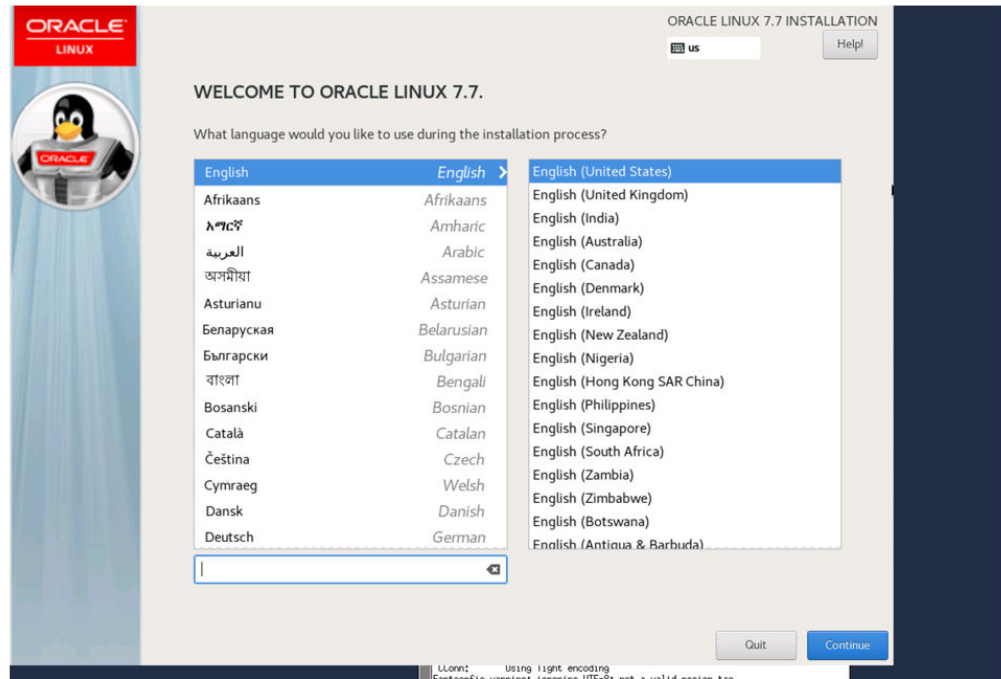 ORACLE
LINUX
ORACLE LINUX 7.7 INSTALLATION
us
Help!
WELCOME TO ORACLE LINUX 7.7.
What language would you like to use during the installation process?
English English
Afrikaans Afrikaans
አማርኛ Amharic
العربية Arabic
অসমীয়া Assamese
Asturianu Asturian
Беларуская Belarusian
Български Bulgarian
বাংলা Bengali
Bosanski Bosnian
Català Catalan
Čeština Czech
Cymraeg Welsh
Dansk Danish
Deutsch German
English (United States)
English (United Kingdom)
English (India)
English (Australia)
English (Canada)
English (Denmark)
English (Ireland)
English (New Zealand)
English (Nigeria)
English (Hong Kong SAR China)
English (Philippines)
English (Singapore)
English (South Africa)
English (Zambia)
English (Zimbabwe)
English (Botswana)
English (Antigua & Barbuda)
ORACLE
Quit
Continue
CConn: Using Tight encoding